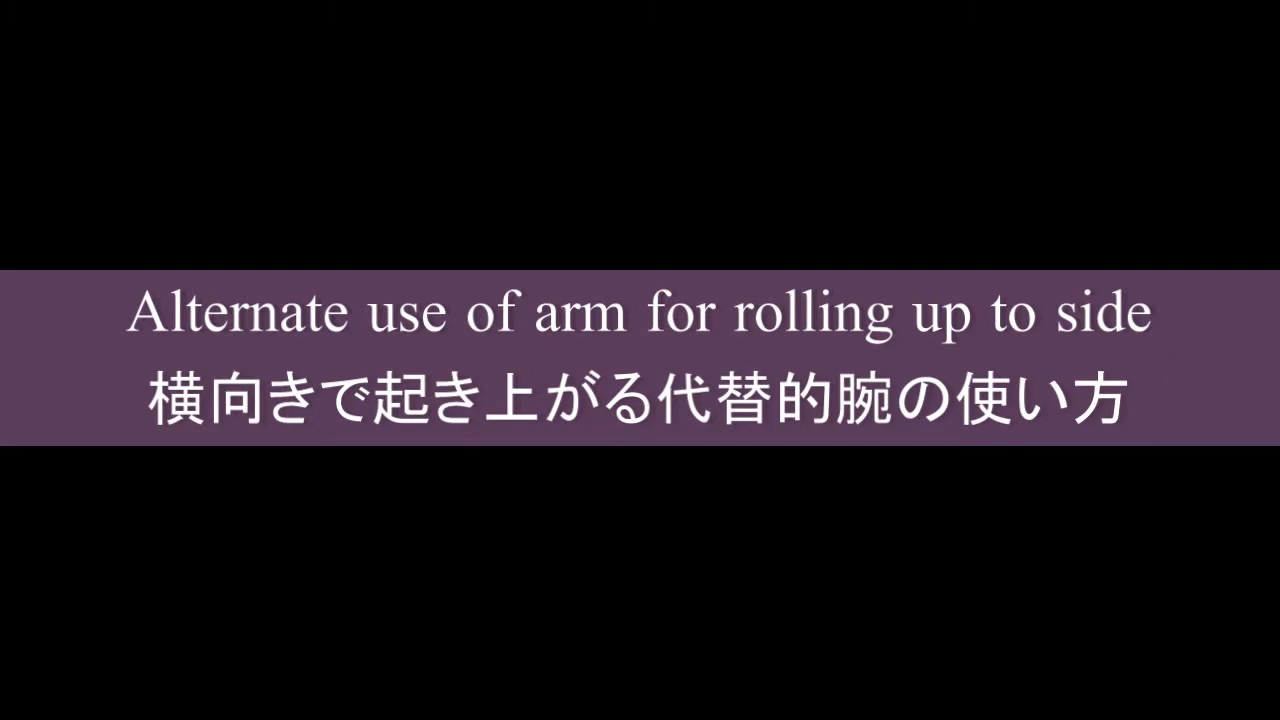 Alternate use of arm for rolling up to side
横向きで起き上がる代替的腕の使い方